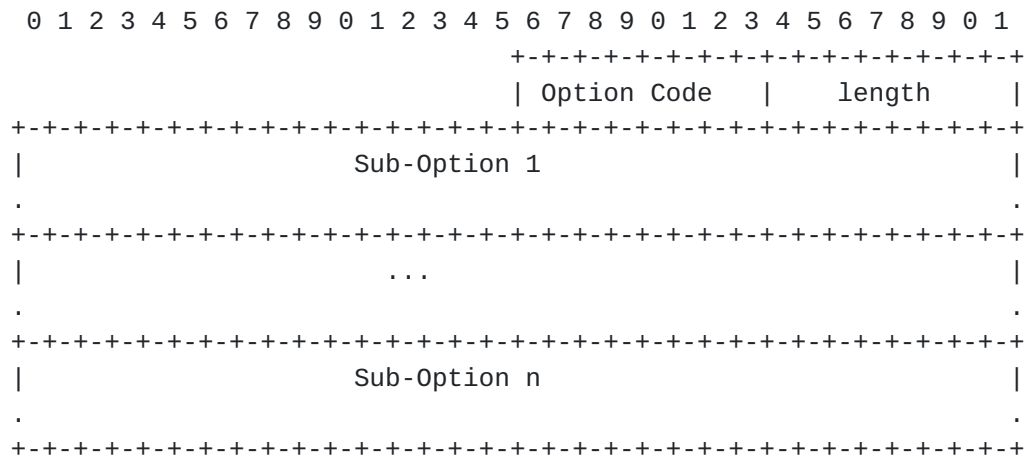 0 1 2 3 4 5 6 7 8 9 0 1 2 3 4 5 6 7 8 9 0 1 2 3 4 5 6 7 8 9 0 1
                                +-+-+-+-+-+-+-+-+-+-+-+-+-+-+-+-+
                                | Option Code   |    length     |
+-+-+-+-+-+-+-+-+-+-+-+-+-+-+-+-+-+-+-+-+-+-+-+-+-+-+-+-+-+-+-+-+
|                     Sub-Option 1                              |
.                                                               .
+-+-+-+-+-+-+-+-+-+-+-+-+-+-+-+-+-+-+-+-+-+-+-+-+-+-+-+-+-+-+-+-+
|                       ...                                     |
.                                                               .
+-+-+-+-+-+-+-+-+-+-+-+-+-+-+-+-+-+-+-+-+-+-+-+-+-+-+-+-+-+-+-+-+
|                     Sub-Option n                              |
.                                                               .
+-+-+-+-+-+-+-+-+-+-+-+-+-+-+-+-+-+-+-+-+-+-+-+-+-+-+-+-+-+-+-+-+